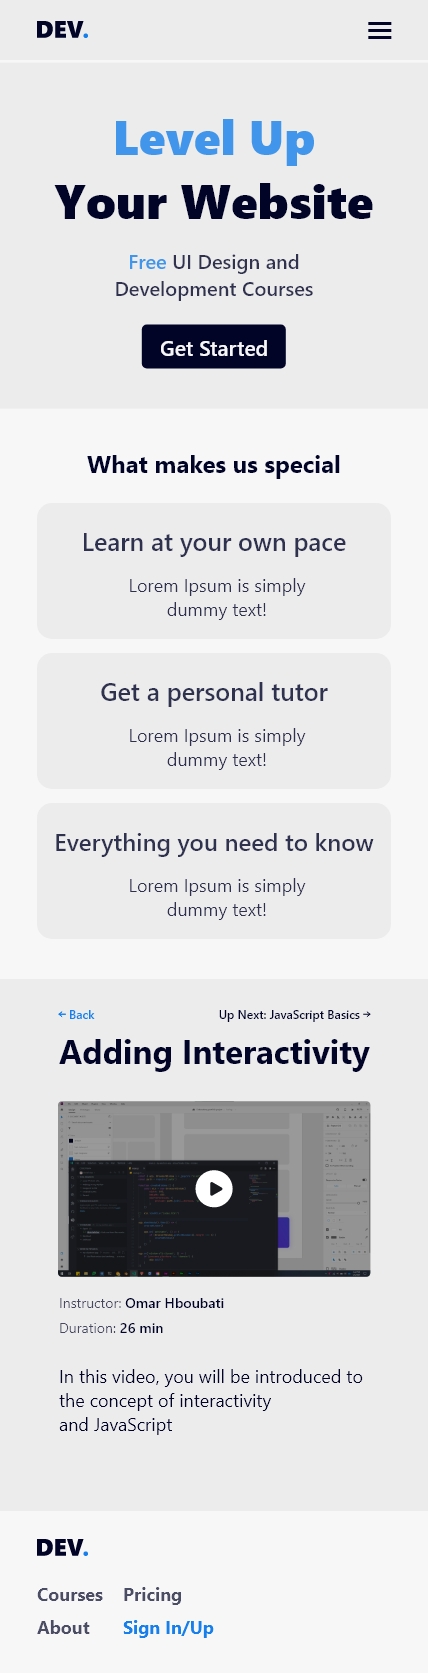 DEV.
Level Up
Your Website
Free UI Design and
Development Courses
Get Started
What makes us special
Learn at your own pace
Lorem Ipsum is simply
dummy text!
Get a personal tutor
Lorem Ipsum is simply
dummy text!
Everything you need to know
Lorem Ipsum is simply
dummy text!
← Back
Up Next: JavaScript Basics →
Adding Interactivity
Instructor: Omar Hboubati
Duration: 26 min
In this video, you will be introduced to
the concept of interactivity
and JavaScript
DEV.
Courses Pricing
About Sign In/Up